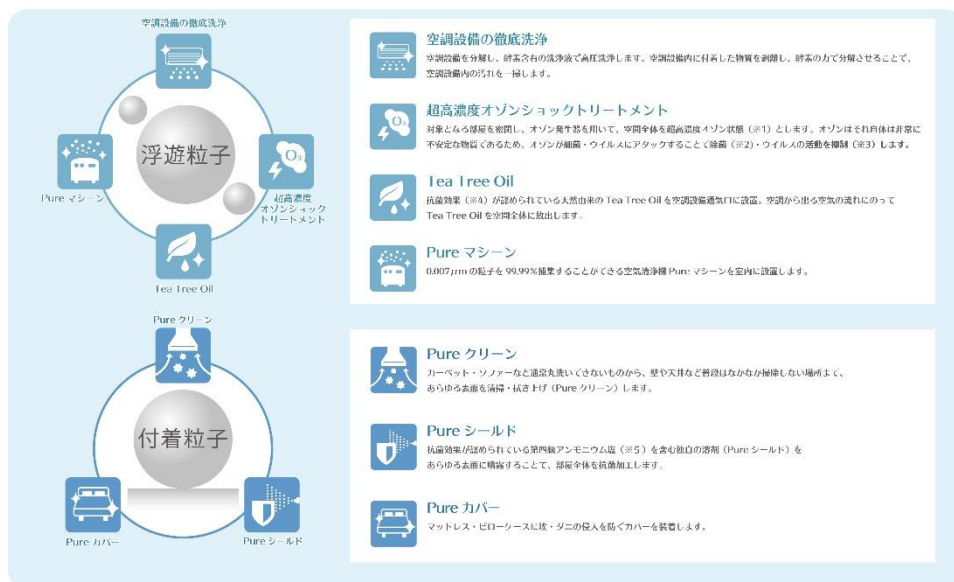 空調設備の徹底洗浄
浮遊粒子
Pure マシーン
超高濃度
オゾンショック
トリートメント
Tea Tree Oil
空調設備の徹底洗浄
空調設備を分解し、酵素含有の洗浄液で高圧洗浄します。空調設備内に付着した物質を剥離し、酵素の力で分解させることで、
空調設備内の汚れを一掃します。
超高濃度オゾンショックトリートメント
対象となる部屋を密閉し、オゾン発生器を用いて、空間全体を超高濃度オゾン状態（※1）とします。オゾンはそれ自体は非常に
不安定な物質であるため、オゾンが細菌・ウイルスにアタックすることで除菌（※2）・ウイルスの活動を抑制（※3）します。
Tea Tree Oil
抗菌効果（※4）が認められている天然由来の Tea Tree Oil を空調設備通気口に設置。空調から出る空気の流れにのって
Tea Tree Oil を空間全体に放出します。
Pure マシーン
0.007μm の粒子を 99.99%捕集することができる空気清浄機 Pure マシーンを室内に設置します。
Pure クリーン
付着粒子
Pure カバー
Pure シールド
Pure クリーン
カーペット・ソファーなど通常丸洗いできないものから、壁や天井など普段はなかなか掃除しない場所まで、
あらゆる表面を清掃・拭き上げ（Pure クリーン）します。
Pure シールド
抗菌効果が認められている第四級アンモニウム塩（※5）を含む独自の溶剤（Pure シールド）を
あらゆる表面に噴霧することで、部屋全体を抗菌加工します。
Pure カバー
マットレス・ピローケースに埃・ダニの侵入を防ぐカバーを装着します。